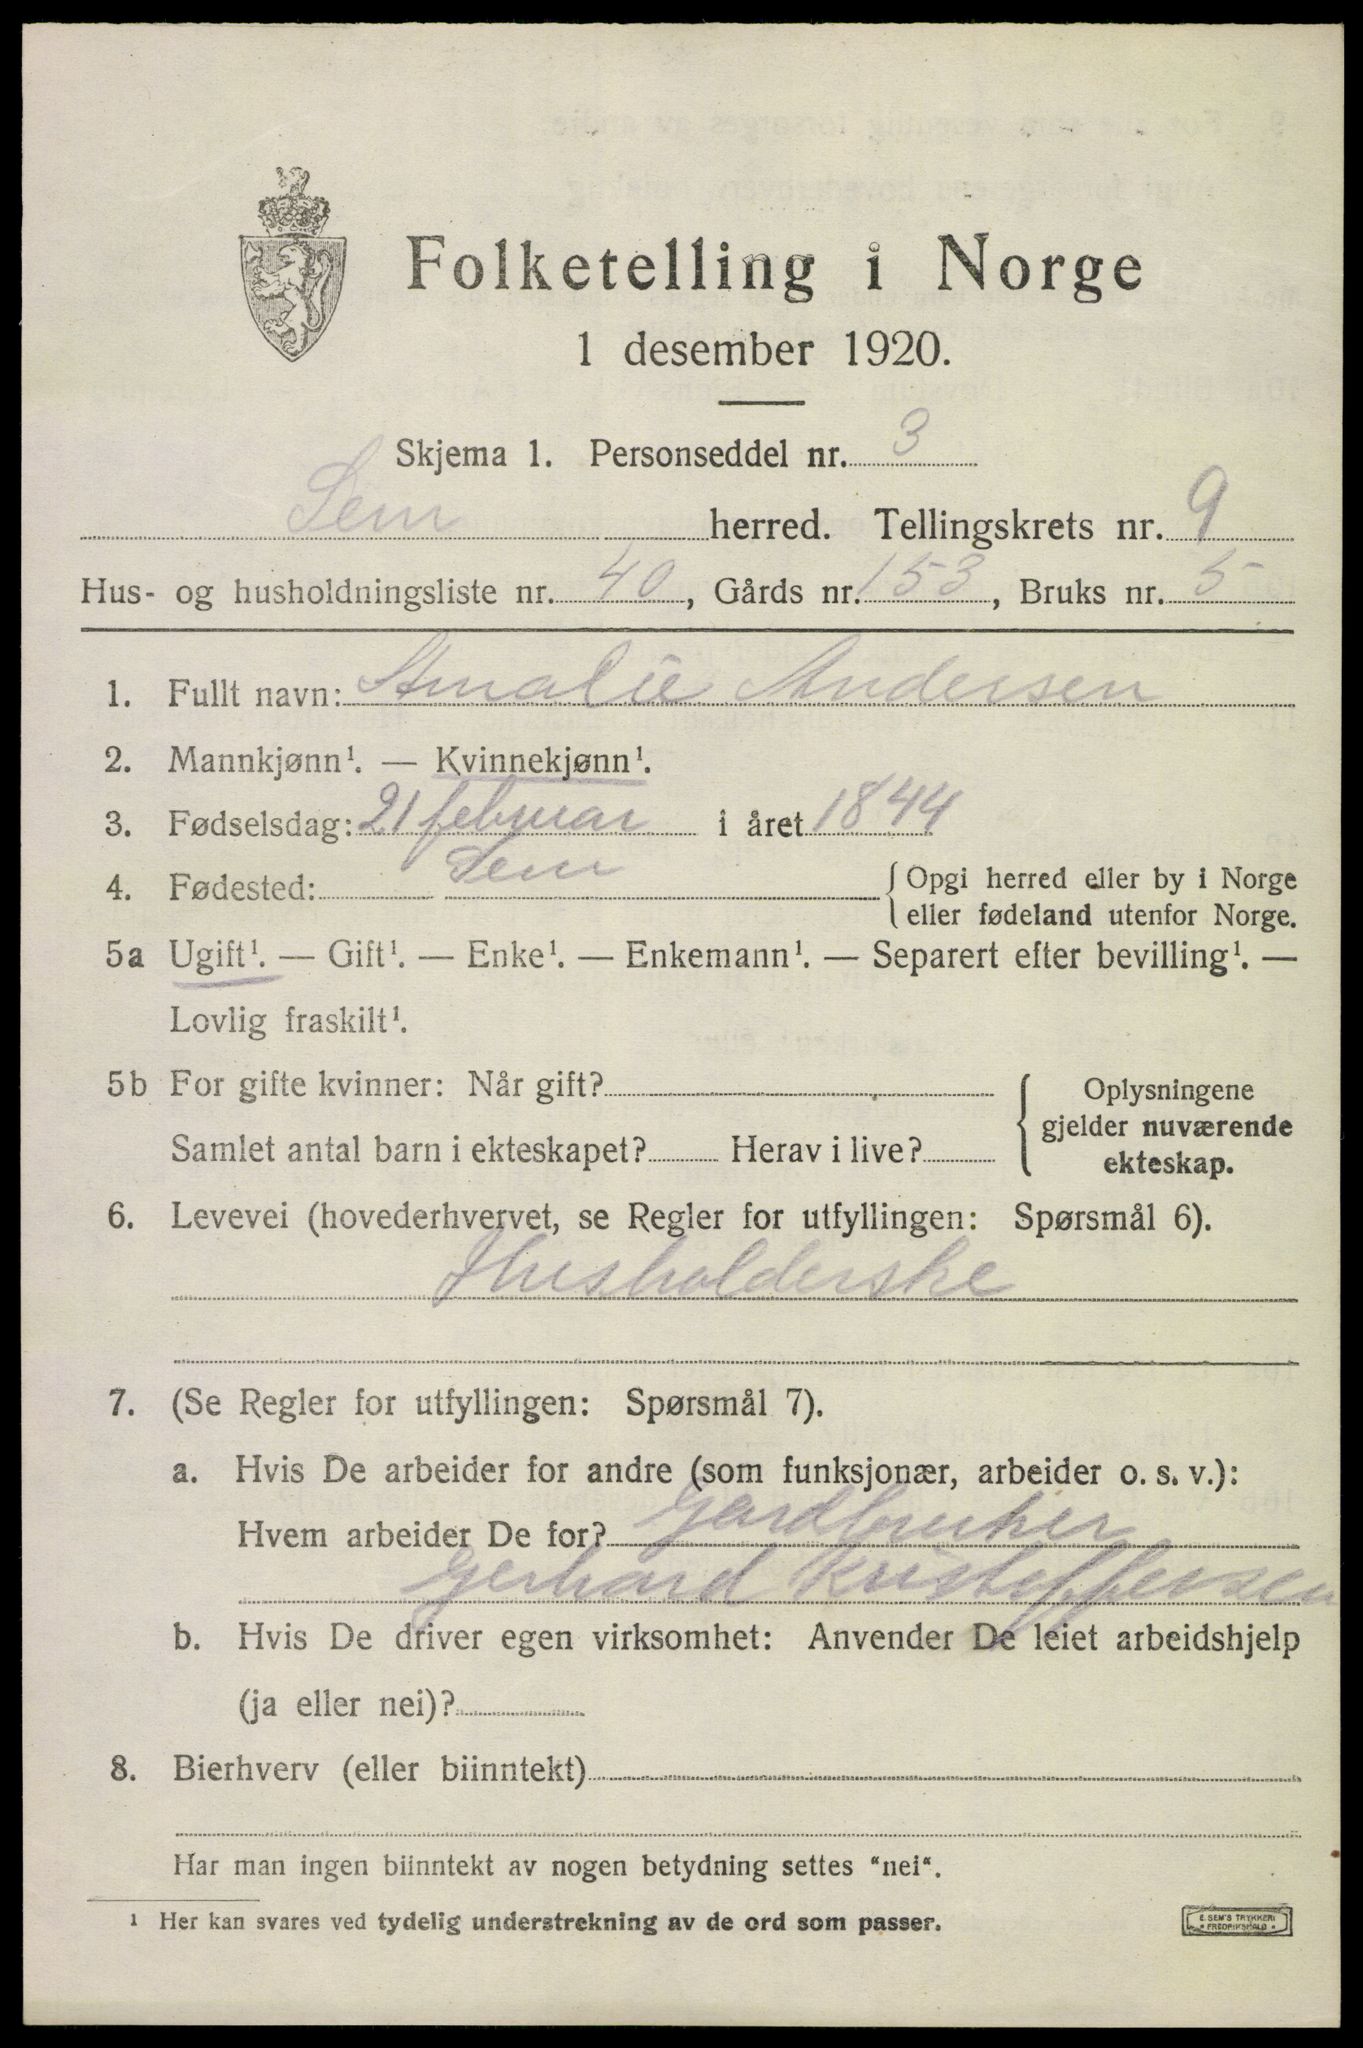 Folketelling i Norge
1 desember 1920.
Skjema 1. Personseddel nr. 3
Sem herred. Tellingskrets nr. 9
Hus- og husholdningsliste nr. 40, Gårds nr. 153, Bruks nr. 5
1. Fullt navn: Amalie Andersen
2. Mannkjønn¹. — Kvinnekjønn¹.
3. Fødselsdag: 21 februar i året 1844
4. Fødested: Sem { Opgi herred eller by i Norge
eller fødeland utenfor Norge.
5a Ugift¹. — Gift¹. — Enke¹. — Enkemann¹. — Separert efter bevilling¹. —
Lovlig fraskilt¹.
5b For gifte kvinner: Når gift? { Oplysningene
gjelder nuværende
Samlet antal barn i ekteskapet? Herav i live?
ekteskap.
6. Levevei (hovederhvervet, se Regler for utfyllingen: Spørsmål 6).
Husholderske
7. (Se Regler for utfyllingen: Spørsmål 7).
a. Hvis De arbeider for andre (som funksjonær, arbeider o. s. v.):
Hvem arbeider De for? Gardbruker
Gerhard Kristoffersen
b. Hvis De driver egen virksomhet: Anvender De leiet arbeidshjelp
(ja eller nei)?
8. Bierhverv (eller biinntekt)
Har man ingen biinntekt av nogen betydning settes "nei".
¹ Her kan svares ved tydelig understrekning av de ord som passer.
E. SEM'S TRYKKERI
FREDRIKSHALD